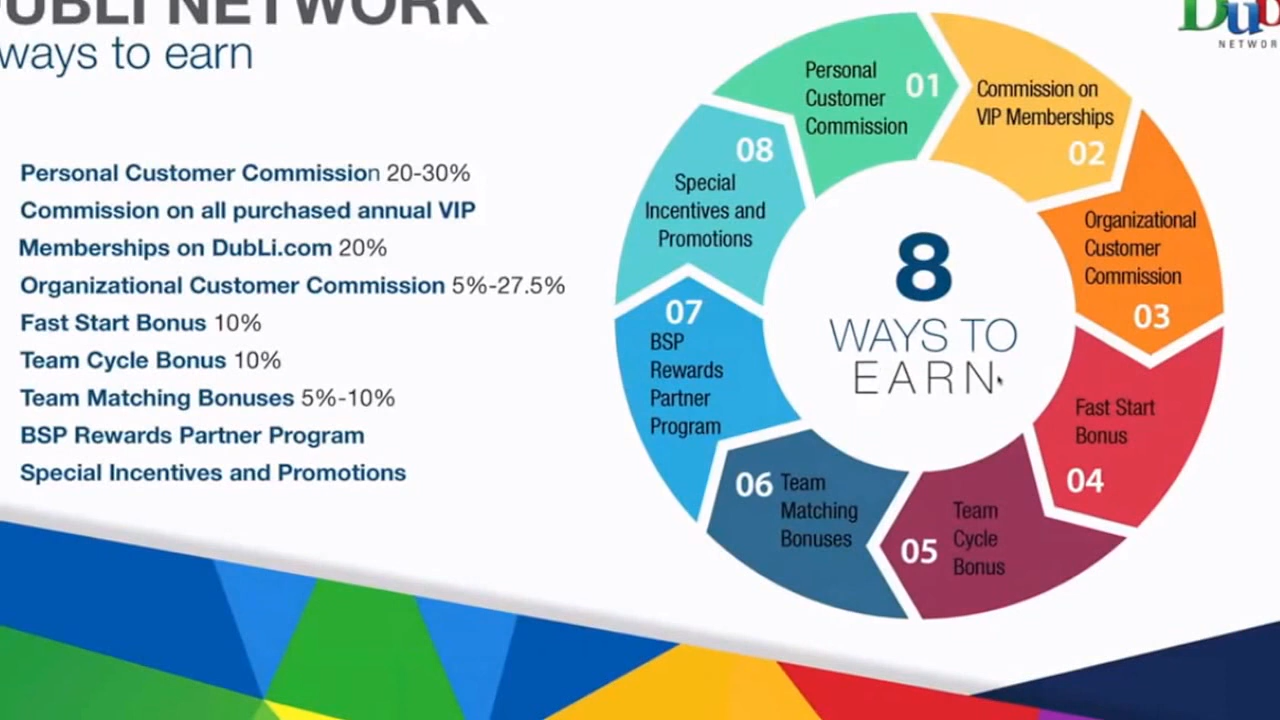 DUBLI NETWORK
ways to earn
Personal Customer Commission 20-30%
Commission on all purchased annual VIP
Memberships on DubLi.com 20%
Organizational Customer Commission 5%-27.5%
Fast Start Bonus 10%
Team Cycle Bonus 10%
Team Matching Bonuses 5%-10%
BSP Rewards Partner Program
Special Incentives and Promotions
Personal
Customer
Commission
01
Commission on
VIP Memberships
02
Organizational
Customer
Commission
03
Fast Start
Bonus
04
Team
Cycle
Bonus
05
06
Team
Matching
Bonuses
07
BSP
Rewards
Partner
Program
08
Special
Incentives and
Promotions
8
WAYS TO
EARN
Dub
NETWOR